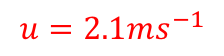 u = 2.1ms⁻¹